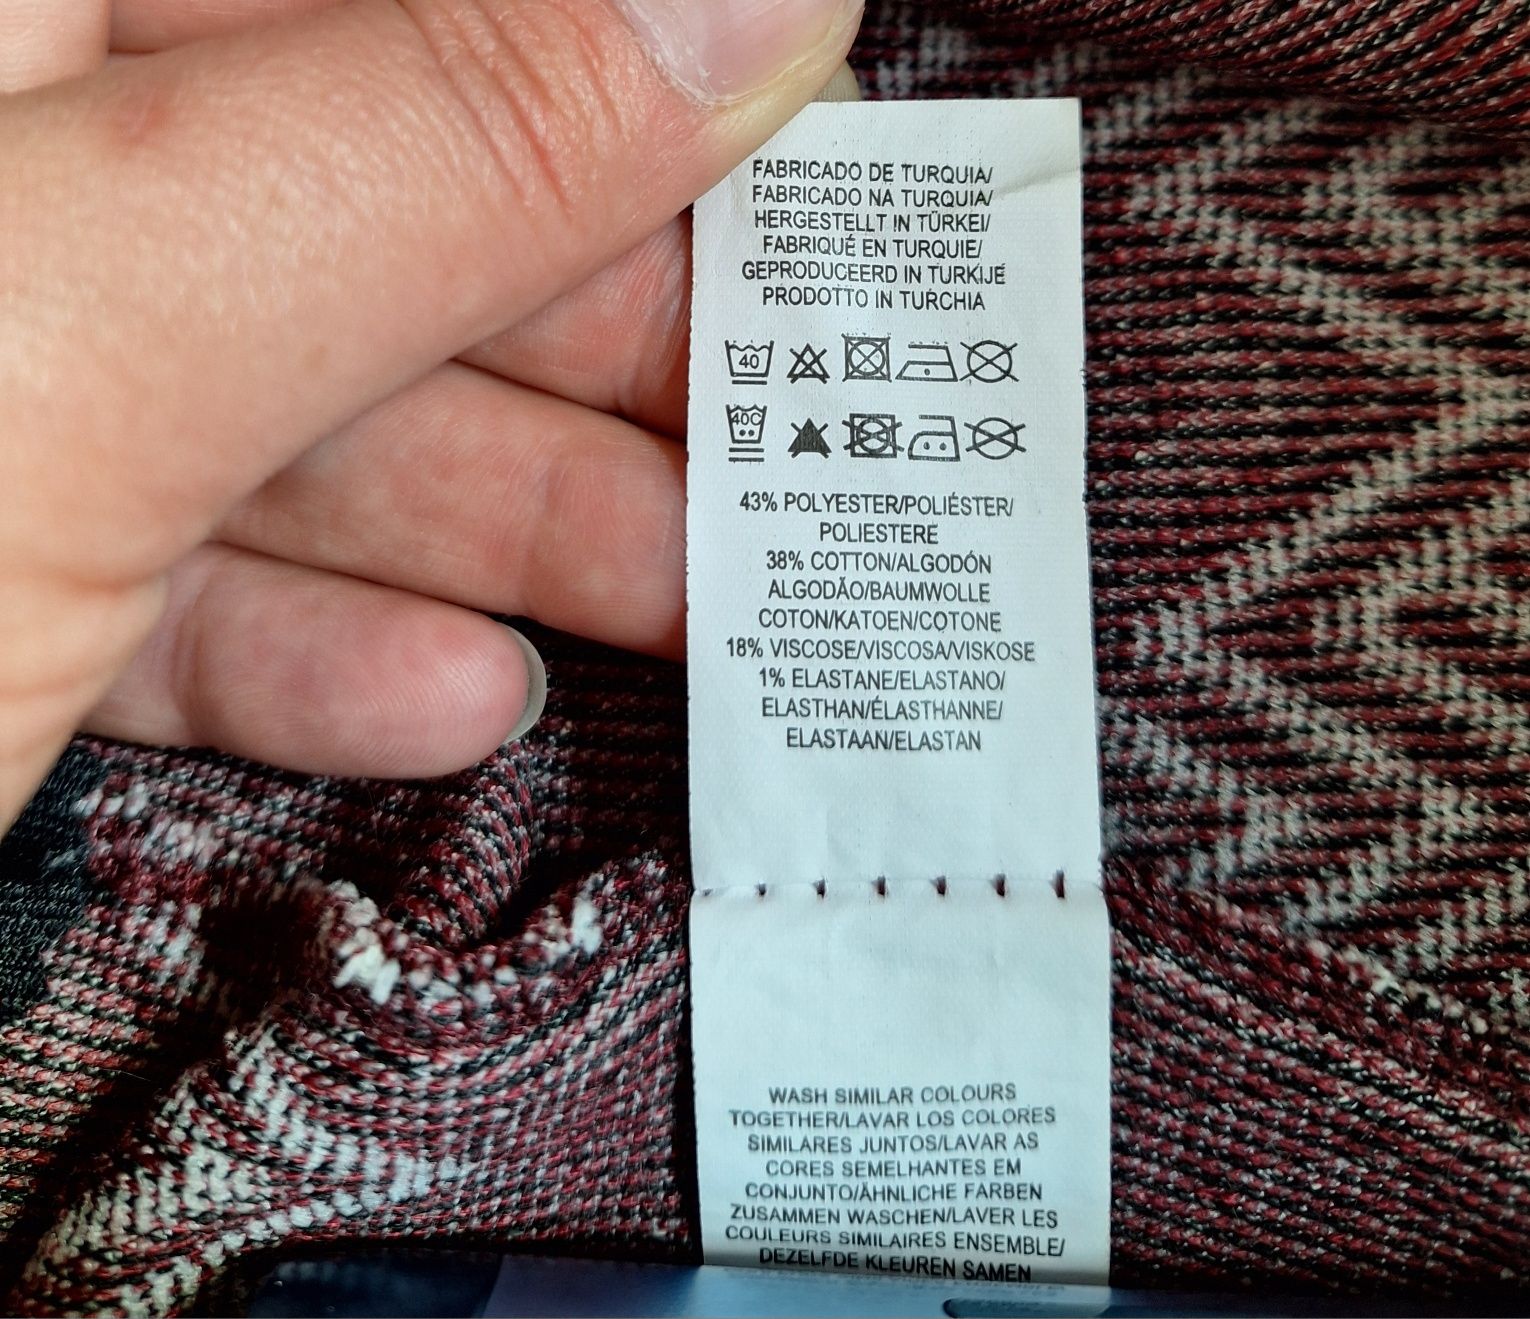 FABRICADO DE TURQUIA/
FABRICADO NA TURQUIA/
HERGESTELLT IN TÜRKEI/
FABRIQUÉ EN TURQUIE/
GEPRODUCEERD IN TURKIJE
PRODOTTO IN TURCHIA
40
40C
43% POLYESTER/POLIÉSTER/
POLIESTERE
38% COTTON/ALGODÓN
ALGODÃO/BAUMWOLLE
COTON/KATOEN/COTONE
18% VISCOSE/VISCOSA/VISKOSE
1% ELASTANE/ELASTANO/
ELASTHAN/ÉLASTHANNE/
ELASTAAN/ELASTAN
WASH SIMILAR COLOURS
TOGETHER/LAVAR LOS COLORES
SIMILARES JUNTOS/LAVAR AS
CORES SEMELHANTES EM
CONJUNTO/ÄHNLICHE FARBEN
ZUSAMMEN WASCHEN/LAVER LES
COULEURS SIMILAIRES ENSEMBLE/
DEZELFDE KLEUREN SAMEN